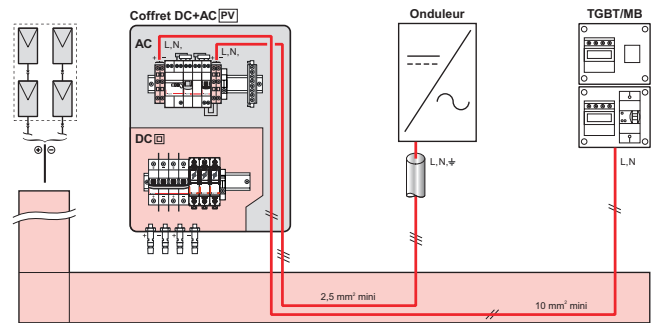 Coffret DC+AC PV
Onduleur
TGBT/MB
AC
L,N,
L,N,
+ -
+ -
DC
L,N,⏚
L,N
⊕ ⊖
+ - + -
2,5 mm² mini
10 mm² mini